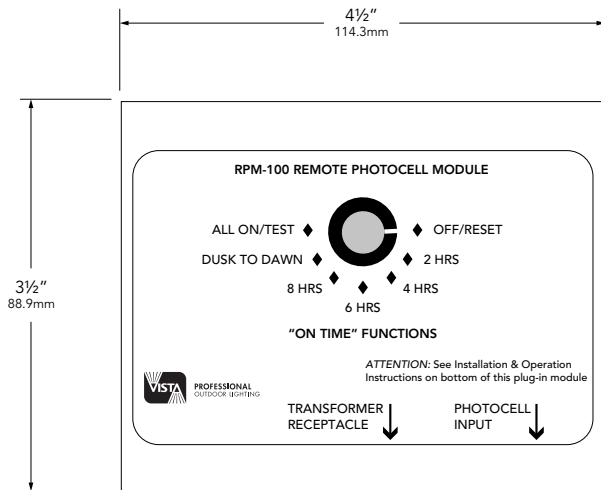 4½"
114.3mm
3½"
88.9mm
RPM-100 REMOTE PHOTOCELL MODULE
ALL ON/TEST
OFF/RESET
DUSK TO DAWN
2 HRS
8 HRS
4 HRS
6 HRS
"ON TIME" FUNCTIONS
ATTENTION: See Installation & Operation
Instructions on bottom of this plug-in module
VISTA
PROFESSIONAL
OUTDOOR LIGHTING
TRANSFORMER
RECEPTACLE
PHOTOCELL
INPUT